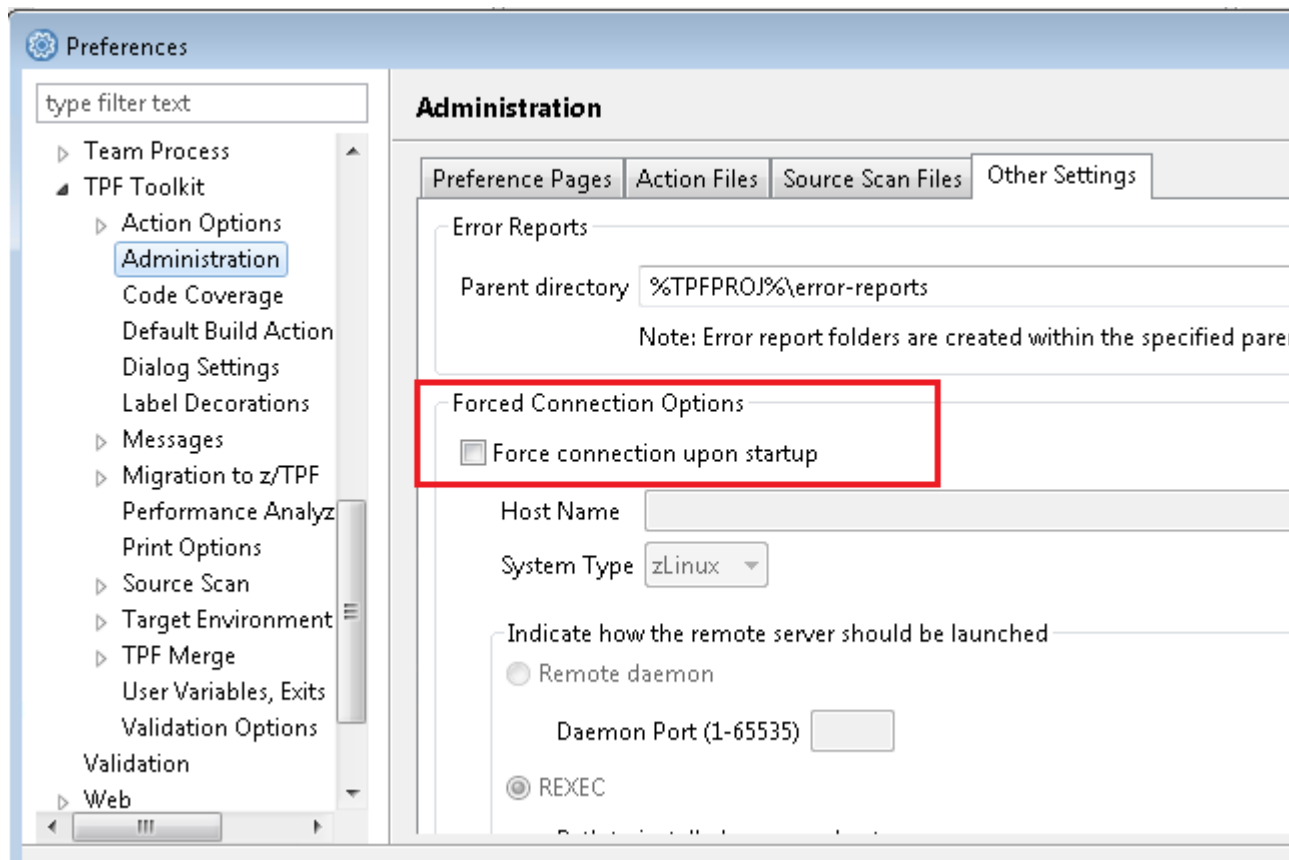 Preferences
type filter text
Team Process
TPF Toolkit
Action Options
Administration
Code Coverage
Default Build Action
Dialog Settings
Label Decorations
Messages
Migration to z/TPF
Performance Analyz
Print Options
Source Scan
Target Environment
TPF Merge
User Variables, Exits
Validation Options
Validation
Web
Administration
Preference Pages Action Files Source Scan Files Other Settings
Error Reports
Parent directory %TPFPROJ%\error-reports
Note: Error report folders are created within the specified pare
Forced Connection Options
Force connection upon startup
Host Name
System Type zLinux
Indicate how the remote server should be launched
Remote daemon
Daemon Port (1-65535)
REXEC